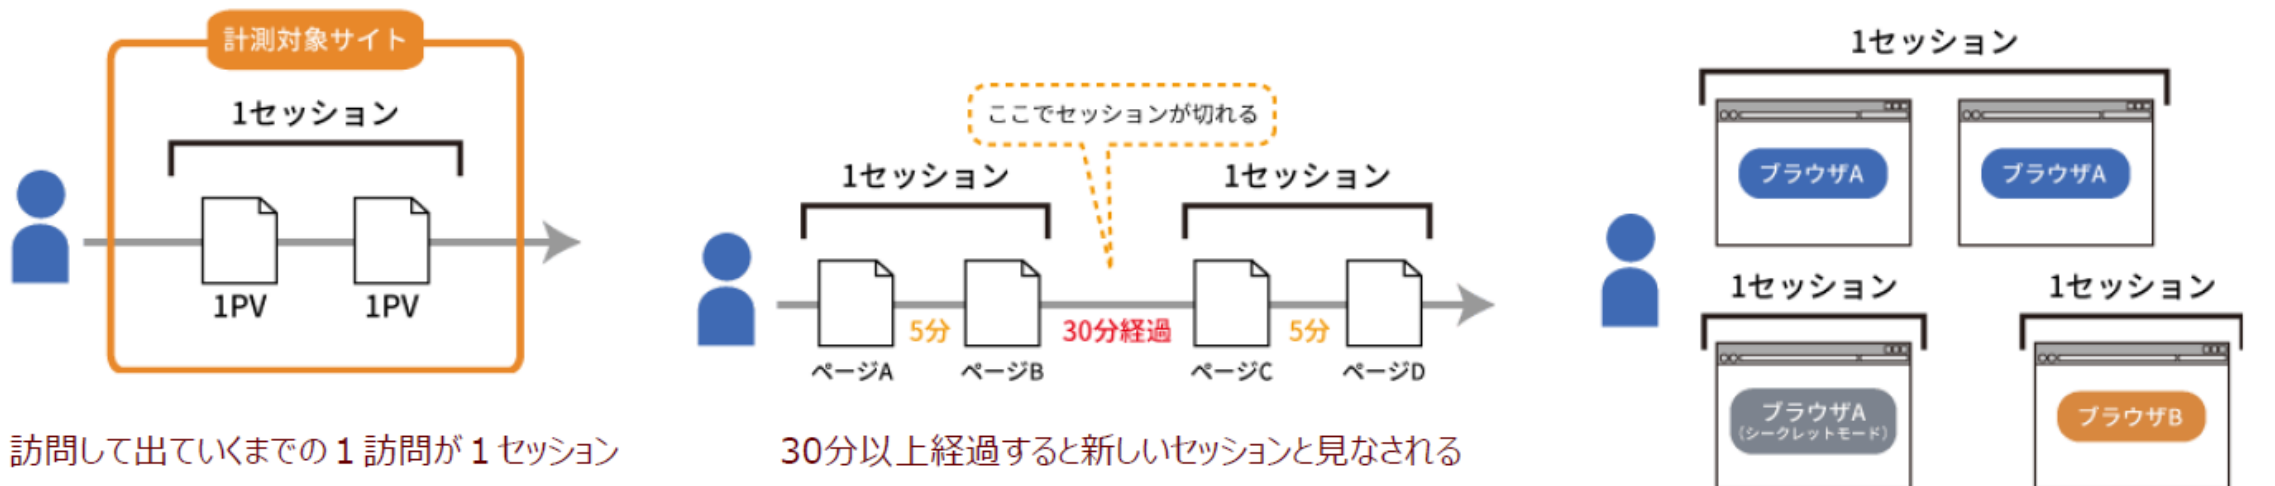 計測対象サイト
1セッション
1PV
1PV
訪問して出ていくまでの１訪問が１セッション
ここでセッションが切れる
1セッション
1セッション
5分
30分経過
5分
ページA
ページB
ページC
ページD
30分以上経過すると新しいセッションと見なされる
1セッション
ブラウザA
ブラウザA
1セッション
1セッション
ブラウザA
(シークレットモード)
ブラウザB